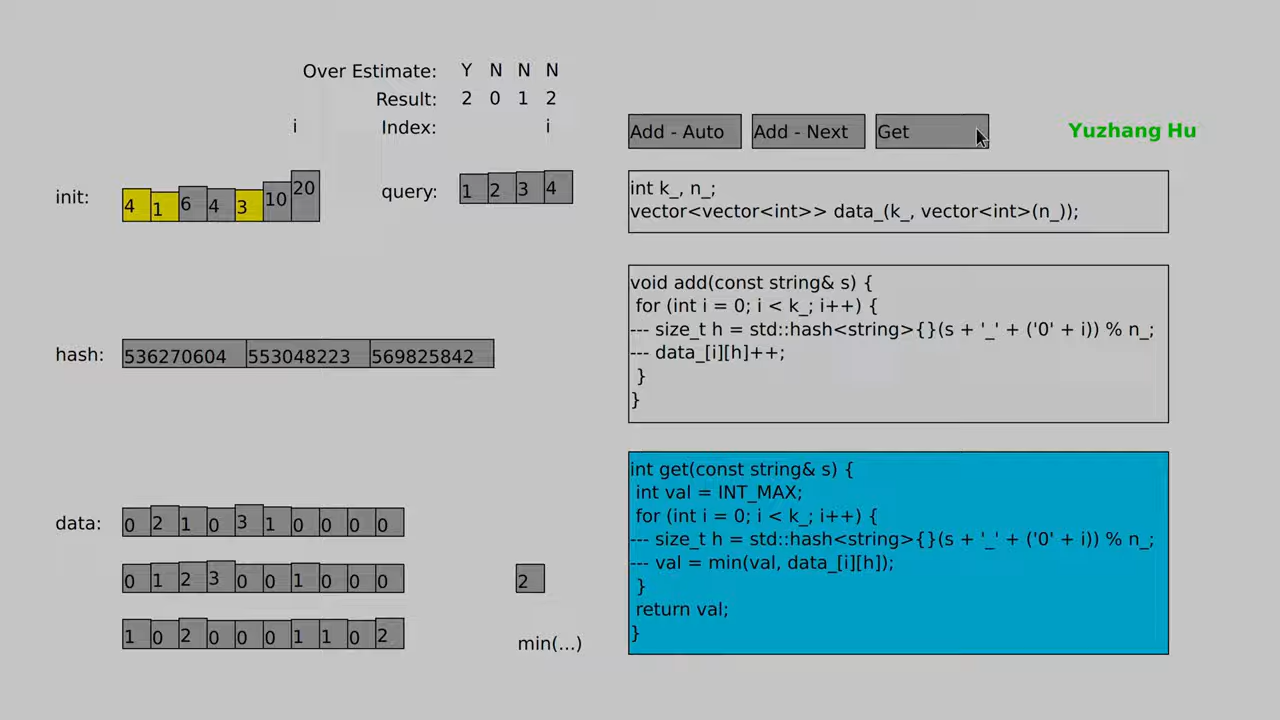 Over Estimate: Y N N N
Result: 2 0 1 2
i Index: i
Add - Auto Add - Next Get
Yuzhang Hu
init: 4 1 6 4 3 10 20
query: 1 2 3 4
int k_, n_;
vector<vector<int>> data_(k_, vector<int>(n_));
void add(const string& s) {
for (int i = 0; i < k_; i++) {
--- size_t h = std::hash<string>{}(s + '_' + ('0' + i)) % n_;
--- data_[i][h]++;
}
}
hash: 536270604 553048223 569825842
int get(const string& s) {
int val = INT_MAX;
for (int i = 0; i < k_; i++) {
--- size_t h = std::hash<string>{}(s + '_' + ('0' + i)) % n_;
--- val = min(val, data_[i][h]);
}
return val;
}
data: 0 2 1 0 3 1 0 0 0 0
0 1 2 3 0 0 1 0 0 0
2
1 0 2 0 0 0 1 1 0 2
min(...)